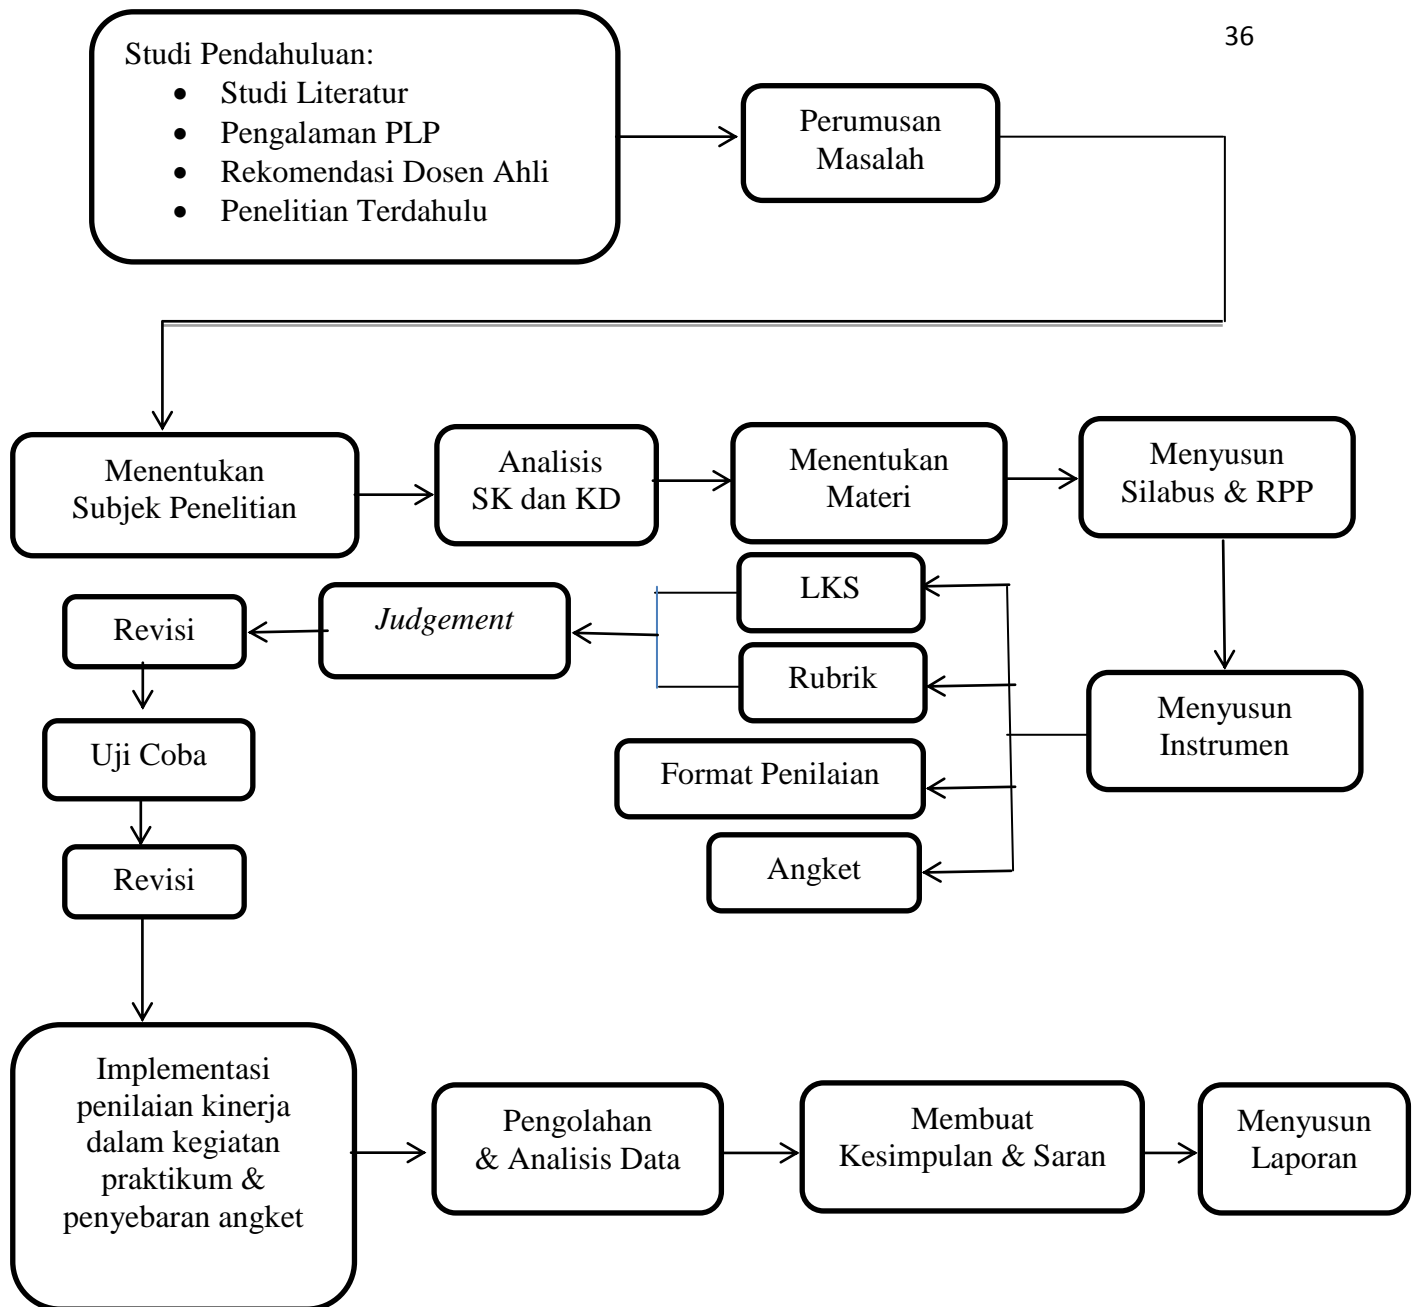 36
Studi Pendahuluan:
• Studi Literatur
• Pengalaman PLP
• Rekomendasi Dosen Ahli
• Penelitian Terdahulu
Perumusan
Masalah
Menentukan
Subjek Penelitian
Analisis
SK dan KD
Menentukan
Materi
Menyusun
Silabus & RPP
Menyusun
Instrumen
LKS
Rubrik
Format Penilaian
Angket
Judgement
Revisi
Uji Coba
Revisi
Implementasi
penilaian kinerja
dalam kegiatan
praktikum &
penyebaran angket
Pengolahan
& Analisis Data
Membuat
Kesimpulan & Saran
Menyusun
Laporan